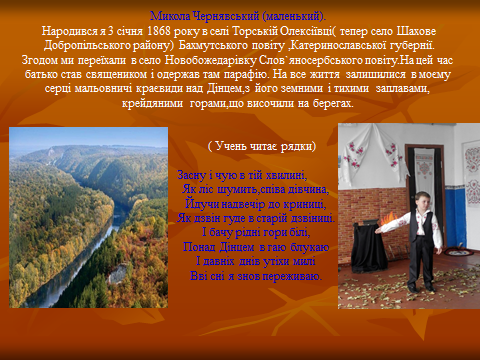 Микола Чернявський (маленький).
Народився я 3 січня 1868 року в селі Торській Олексіївці( тепер село Шахове
Добропільського району) Бахмутського повіту ,Катеринославської губернії.
Згодом ми переїхали в село Новобожедарівку Слов`яносербського повіту.На цей час
батько став священиком і одержав там парафію. На все життя залишилися в моєму
серці мальовничі краєвиди над Дінцем,з його земними і тихими заплавами,
крейдяними горами,що височили на берегах.
( Учень читає рядки)
Засну і чую в тій хвилині,
Як ліс шумить,співа дівчина,
Йдучи надвечір до криниці,
Як дзвін гуде в старій дзвіниці.
І бачу рідні гори білі,
Понад Дінцем в гаю блукаю
І давніх днів утіхи милі
Вві сні я знов переживаю.